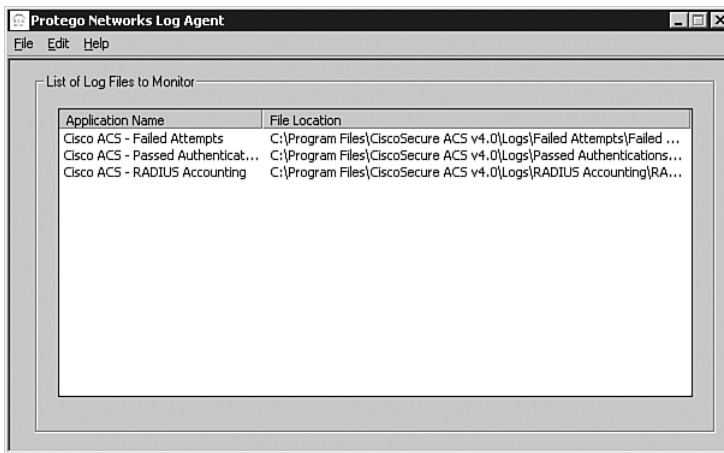 Protego Networks Log Agent
File Edit Help
List of Log Files to Monitor
Application Name File Location
Cisco ACS - Failed Attempts C:\Program Files\CiscoSecure ACS v4.0\Logs\Failed Attempts\Failed ...
Cisco ACS - Passed Authenticat... C:\Program Files\CiscoSecure ACS v4.0\Logs\Passed Authentications...
Cisco ACS - RADIUS Accounting C:\Program Files\CiscoSecure ACS v4.0\Logs\RADIUS Accounting\RA...